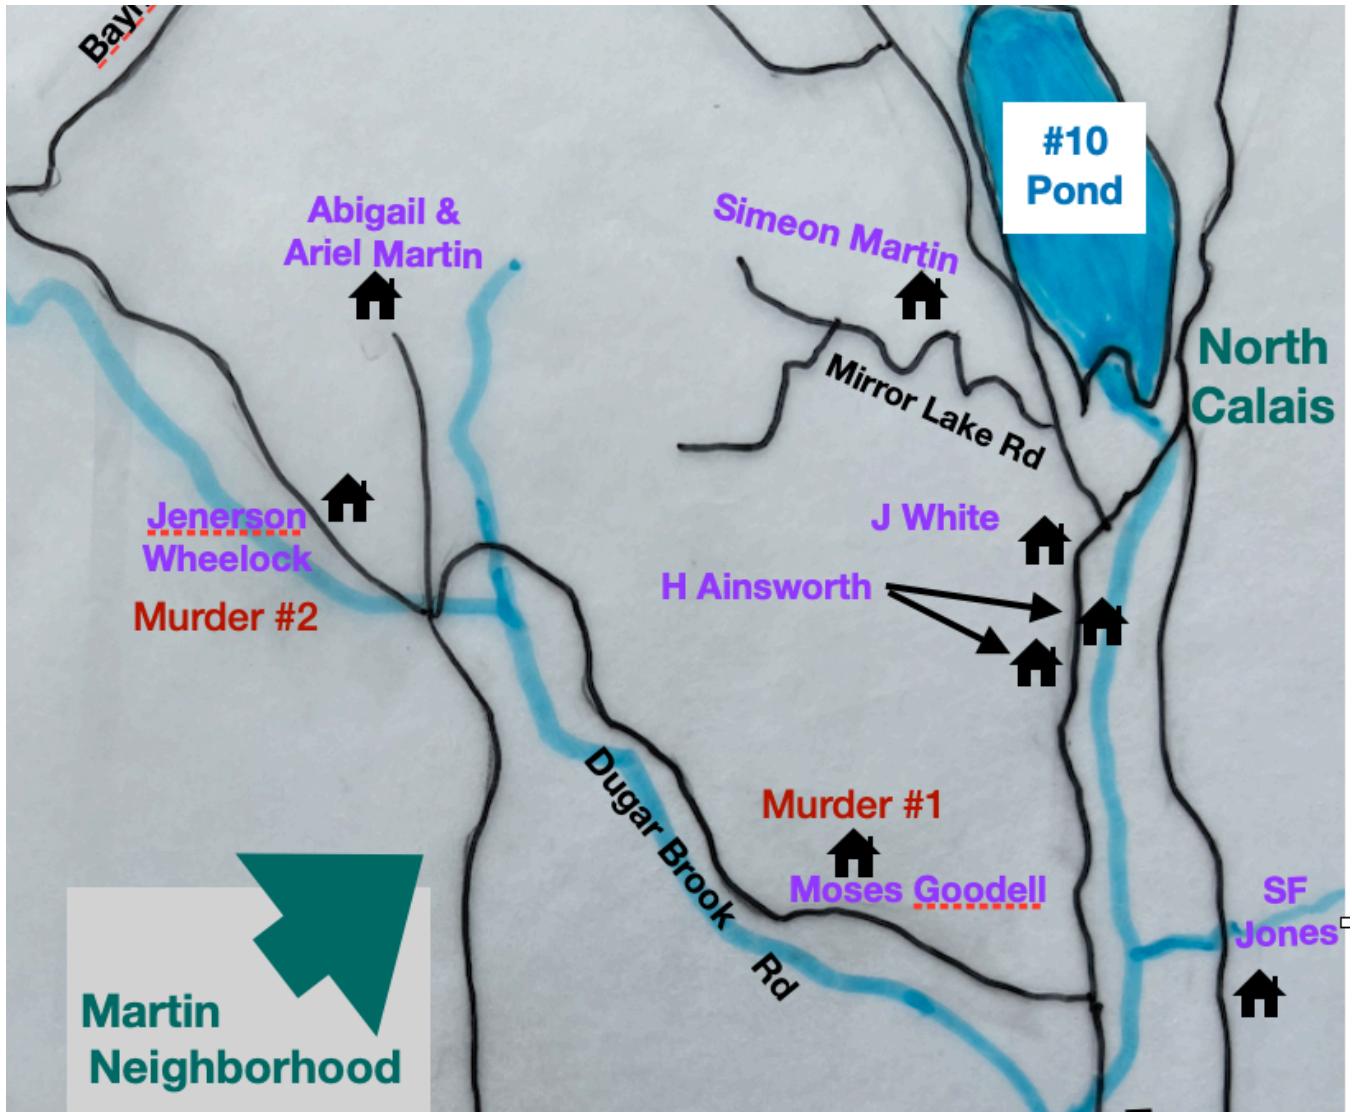 Bayn
#10
Pond
Abigail &
Ariel Martin
Simeon Martin
North
Calais
Mirror Lake Rd
Jenerson
Wheelock
Murder #2
J White
H Ainsworth
Murder #1
Moses Goodell
Dugar Brook Rd
SF
Jones
Martin
Neighborhood